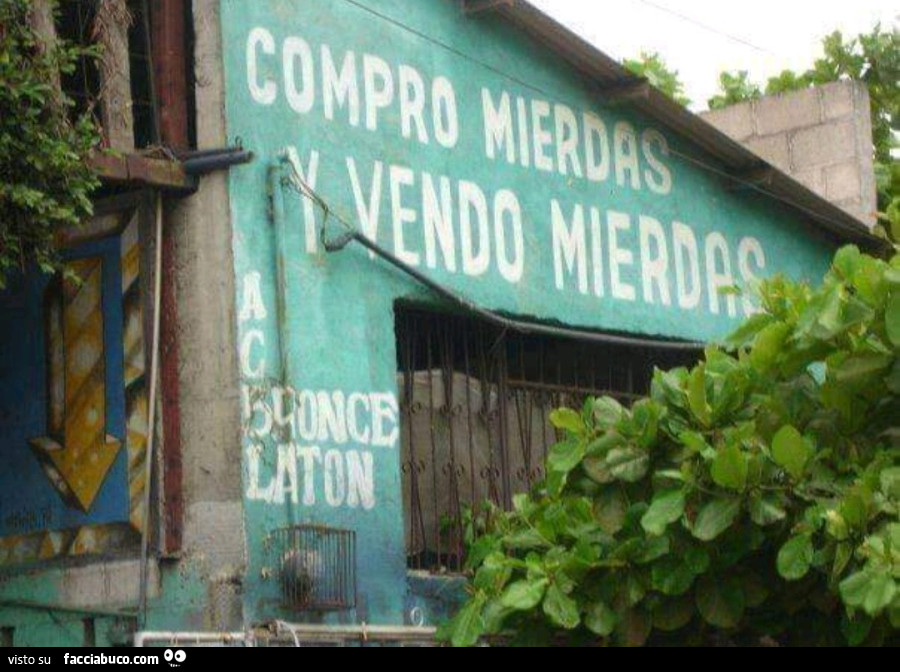 COMPRO MIERDAS
Y VENDO MIERDAS
A
C
BRONCE
LATON
visto su facciabuco.com